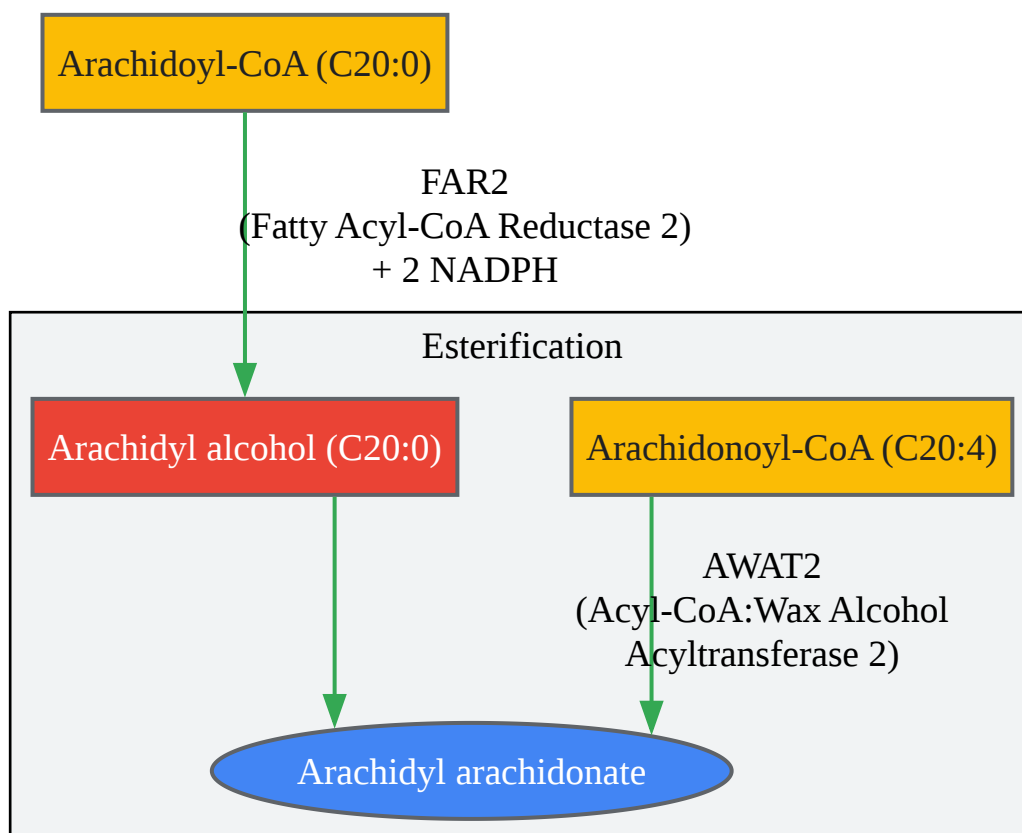 Arachidoyl-CoA (C20:0)
FAR2
(Fatty Acyl-CoA Reductase 2)
+ 2 NADPH
Esterification
Arachidyl alcohol (C20:0)
Arachidonoyl-CoA (C20:4)
AWAT2
(Acyl-CoA:Wax Alcohol
Acyltransferase 2)
Arachidyl arachidonate